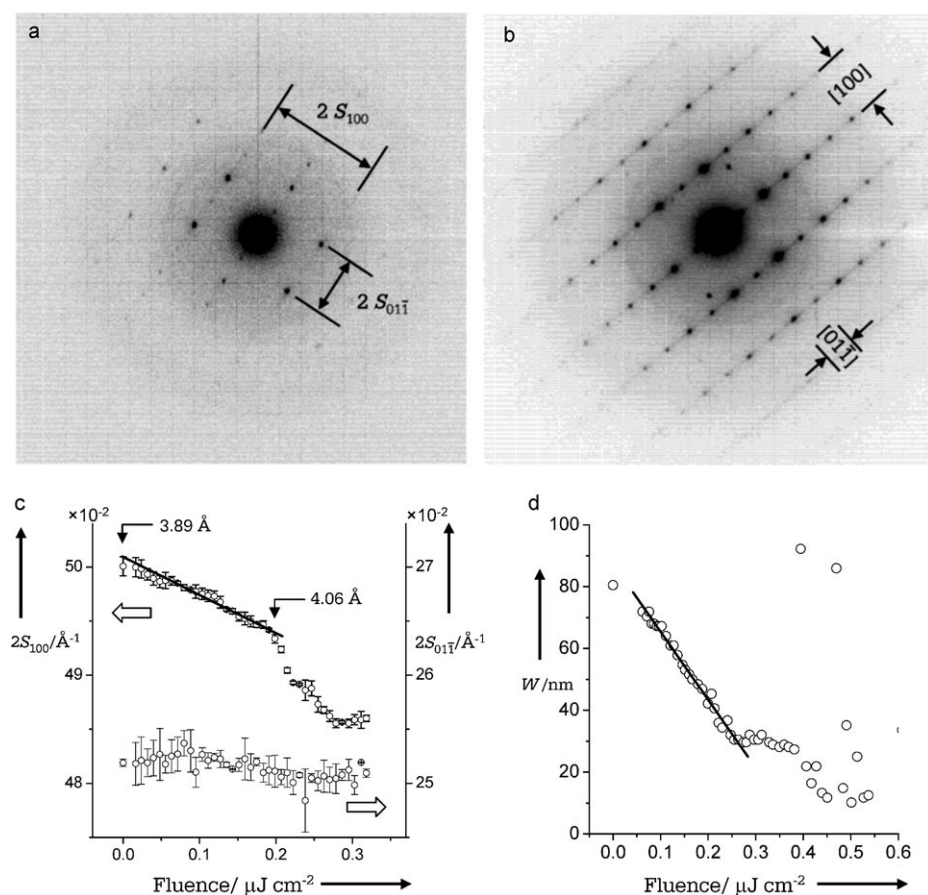 a
2 S₁₀₀
2 S₀₁1̅
b
[100]
[011̅]
c
×10⁻²
×10⁻²
3.89 Å
4.06 Å
50
49
48
27
26
25
2S₁₀₀/Å⁻¹
2S₀₁1̅/Å⁻¹
0.0 0.1 0.2 0.3
Fluence/ μJ cm⁻²
d
100
80
60
40
20
0
W/nm
0.0 0.1 0.2 0.3 0.4 0.5 0.6
Fluence/ μJ cm⁻²